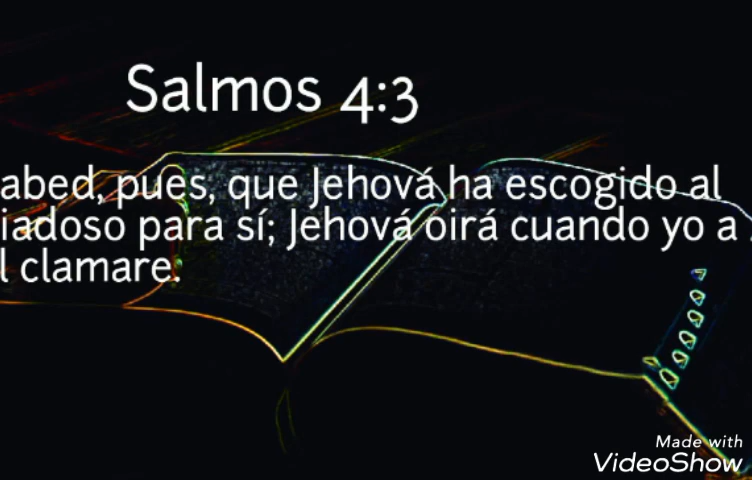 Salmos 4:3
abed, pues, que Jehová ha escogido al
iadoso para sí; Jehová oirá cuando yo a
l clamare.
Made with
VideoShow